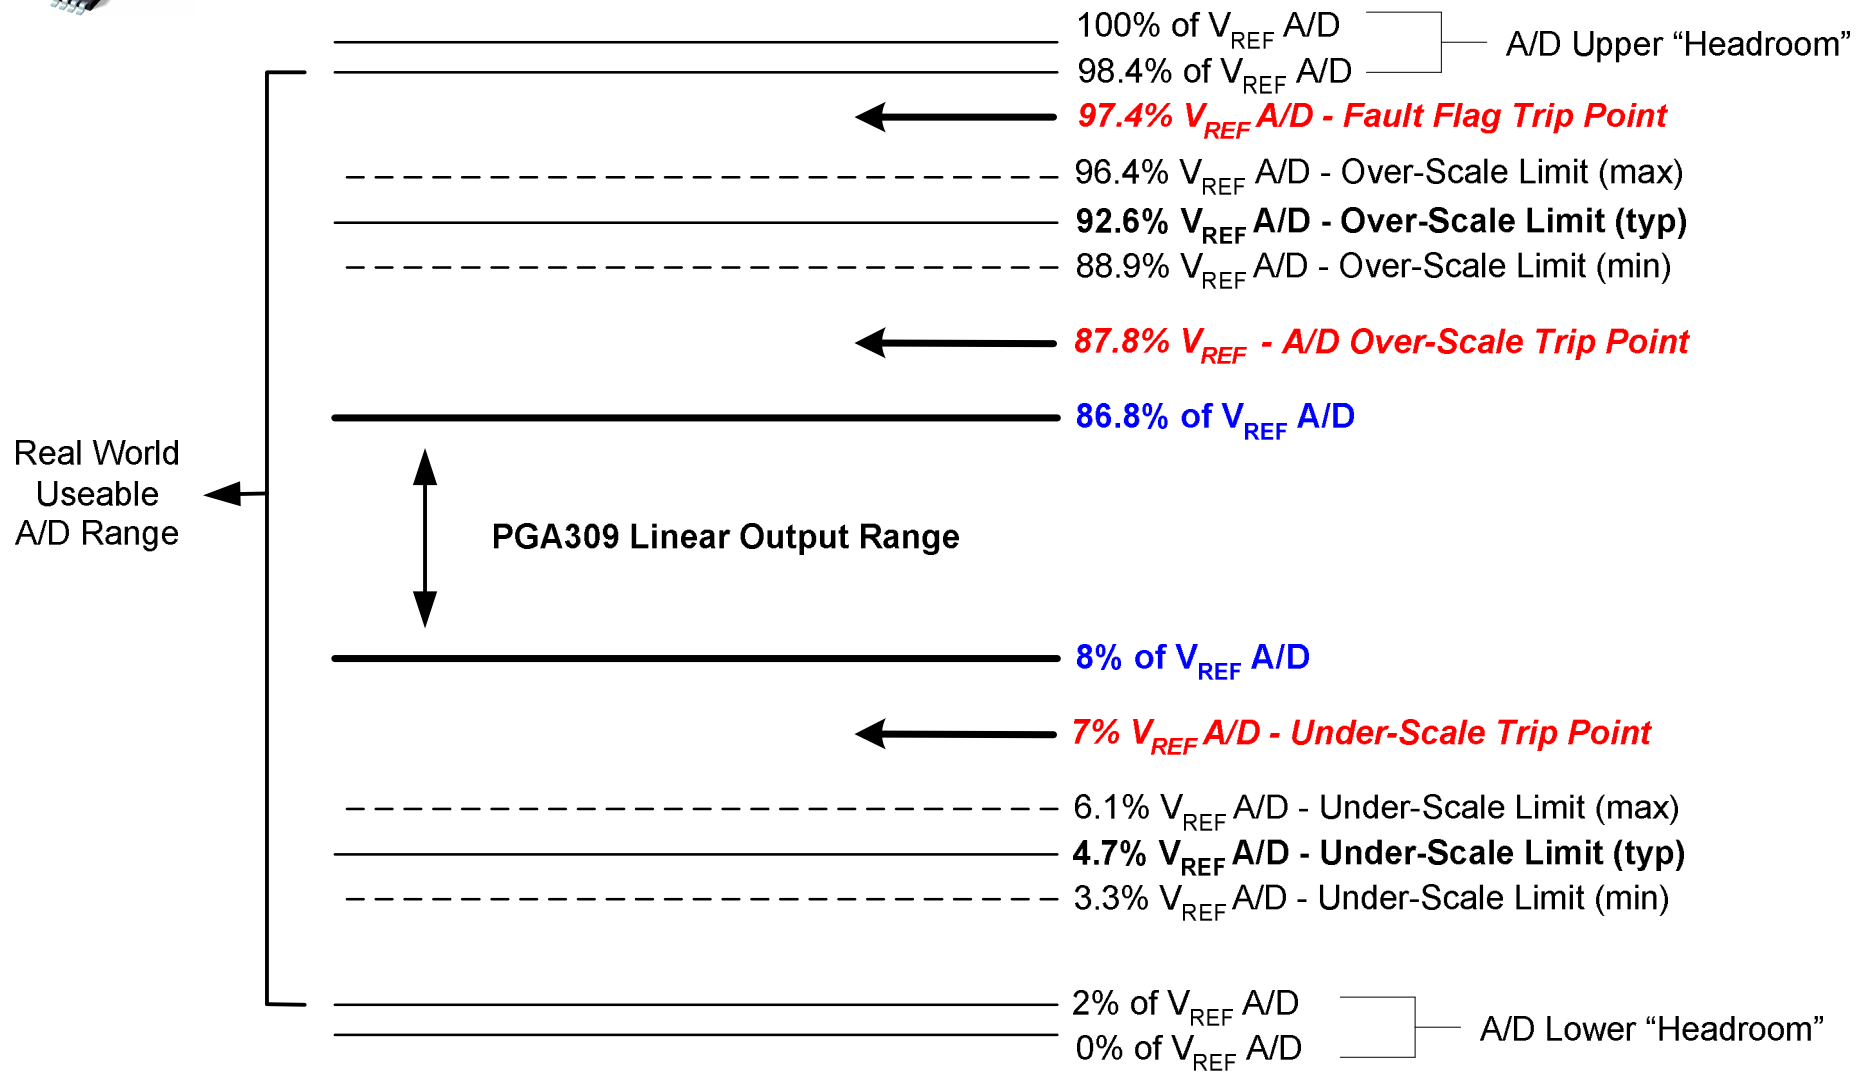 100% of VREF A/D
A/D Upper “Headroom”
98.4% of VREF A/D
97.4% VREF A/D - Fault Flag Trip Point
96.4% VREF A/D - Over-Scale Limit (max)
92.6% VREF A/D - Over-Scale Limit (typ)
88.9% VREF A/D - Over-Scale Limit (min)
87.8% VREF - A/D Over-Scale Trip Point
86.8% of VREF A/D
Real World
Useable
A/D Range
PGA309 Linear Output Range
8% of VREF A/D
7% VREF A/D - Under-Scale Trip Point
6.1% VREF A/D - Under-Scale Limit (max)
4.7% VREF A/D - Under-Scale Limit (typ)
3.3% VREF A/D - Under-Scale Limit (min)
2% of VREF A/D
A/D Lower “Headroom”
0% of VREF A/D